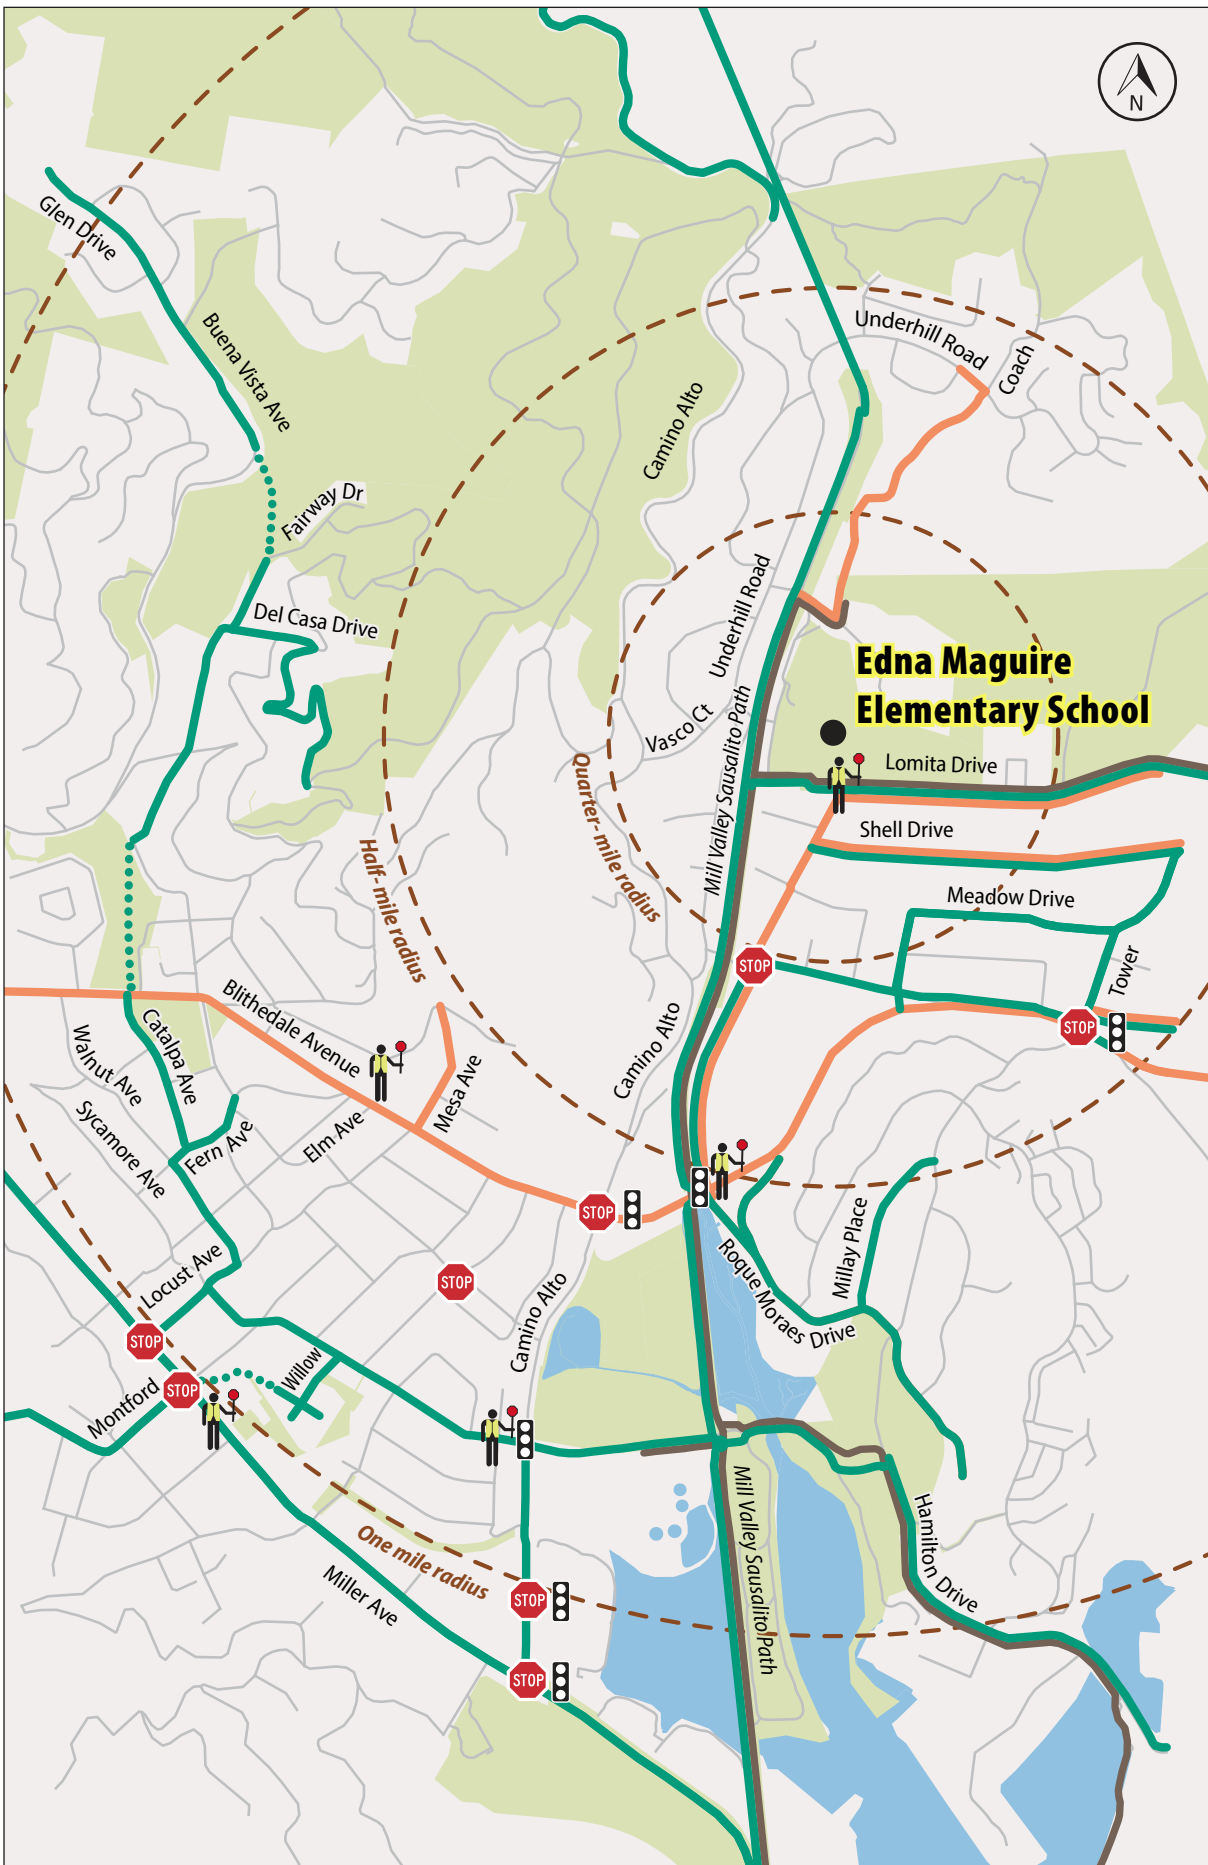 N
Glen Drive
Buena Vista Ave
Underhill Road
Coach
Camino Alto
Fairway Dr
Del Casa Drive
Underhill Road
Edna Maguire
Elementary School
Vasco Ct
Mill Valley Sausalito Path
Lomita Drive
Quarter-mile radius
Shell Drive
Half-mile radius
Meadow Drive
STOP
Tower
STOP
Blithedale Avenue
Catalpa Ave
Walnut Ave
Camino Alto
Mesa Ave
Sycamore Ave
Fern Ave
Elm Ave
STOP
Millay Place
Roque Moraes Drive
Locust Ave
STOP
Camino Alto
STOP
Willow
STOP
Montford
Mill Valley Sausalito Path
Hamilton Drive
One mile radius
Miller Ave
STOP
STOP